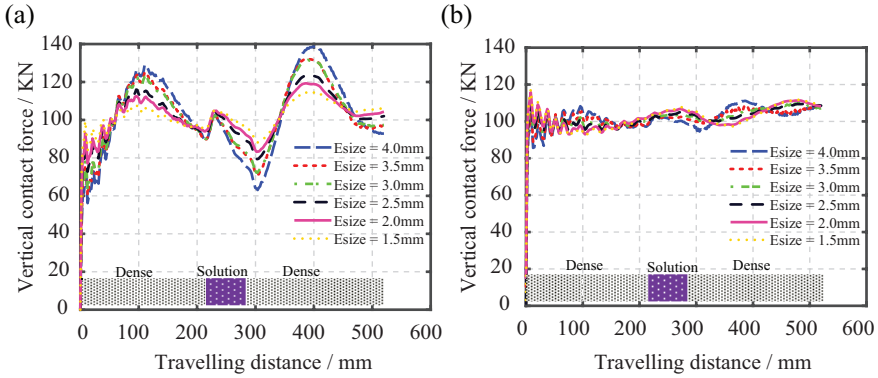 (a)
Vertical contact force / KN
140
120
100
80
60
40
20
0
Esize = 4.0mm
Esize = 3.5mm
Esize = 3.0mm
Esize = 2.5mm
Esize = 2.0mm
Esize = 1.5mm
Dense
Solution
Dense
0
100
200
300
400
500
600
Travelling distance / mm
(b)
Vertical contact force / KN
140
120
100
80
60
40
20
0
Esize = 4.0mm
Esize = 3.5mm
Esize = 3.0mm
Esize = 2.5mm
Esize = 2.0mm
Esize = 1.5mm
Dense
Solution
Dense
0
100
200
300
400
500
600
Travelling distance / mm